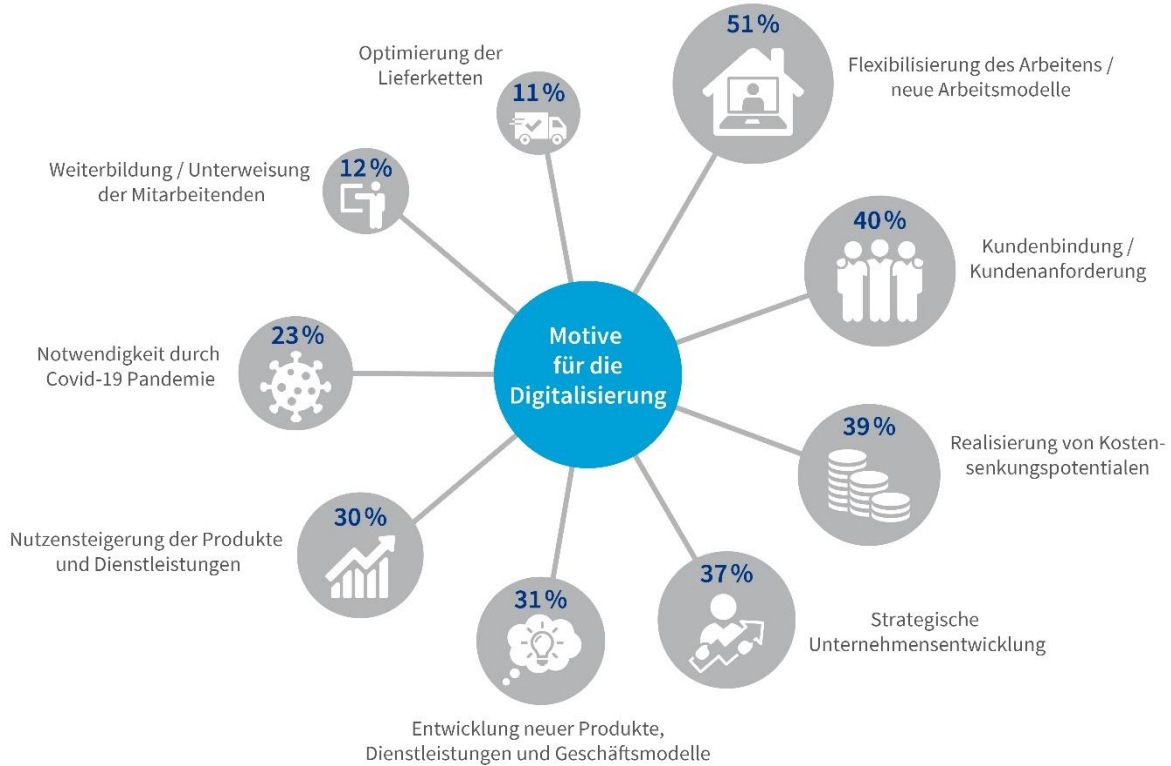 Motive
für die
Digitalisierung
51 %
Flexibilisierung des Arbeitens /
neue Arbeitsmodelle
40 %
Kundenbindung /
Kundenanforderung
39 %
Realisierung von Kosten-
senkungspotentialen
37 %
Strategische
Unternehmensentwicklung
31 %
Entwicklung neuer Produkte,
Dienstleistungen und Geschäftsmodelle
30 %
Nutzensteigerung der Produkte
und Dienstleistungen
23 %
Notwendigkeit durch
Covid-19 Pandemie
12 %
Weiterbildung / Unterweisung
der Mitarbeitenden
11 %
Optimierung der
Lieferketten